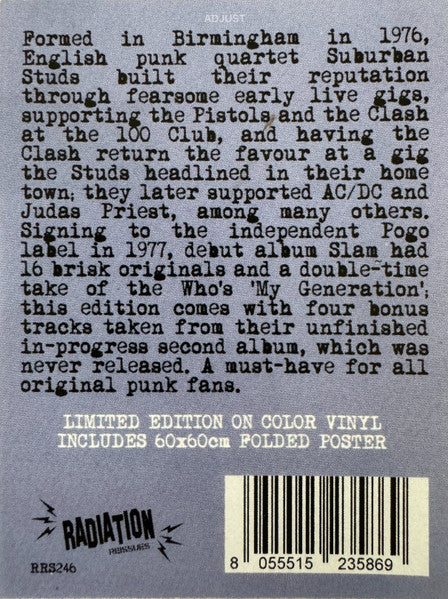 ADJUST
Formed in Birmingham in 1976,
English punk quartet Suburban
Studs built their reputation
through fearsome early live gigs,
supporting the Pistols and the Clash
at the 100 Club, and having the
Clash return the favour at a gig
the Studs headlined in their home
town; they later supported AC/DC and
Judas Priest, among many others.
Signing to the independent Pogo
label in 1977, debut album Slam had
16 brisk originals and a double-time
take of the Who's 'My Generation';
this edition comes with four bonus
tracks taken from their unfinished
in-progress second album, which was
never released. A must-have for all
original punk fans.
LIMITED EDITION ON COLOR VINYL
INCLUDES 60x60cm FOLDED POSTER
RADIATION
REISSUES
RRS246
8 055515 235869